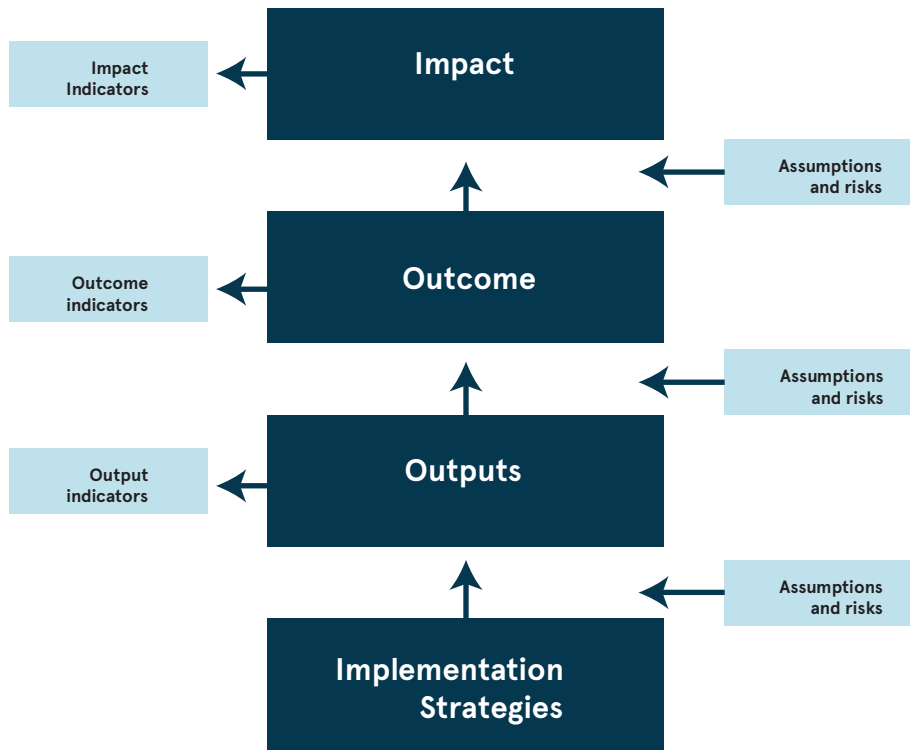 Impact
Indicators
Impact
Assumptions
and risks
Outcome
indicators
Outcome
Assumptions
and risks
Output
indicators
Outputs
Assumptions
and risks
Implementation
Strategies